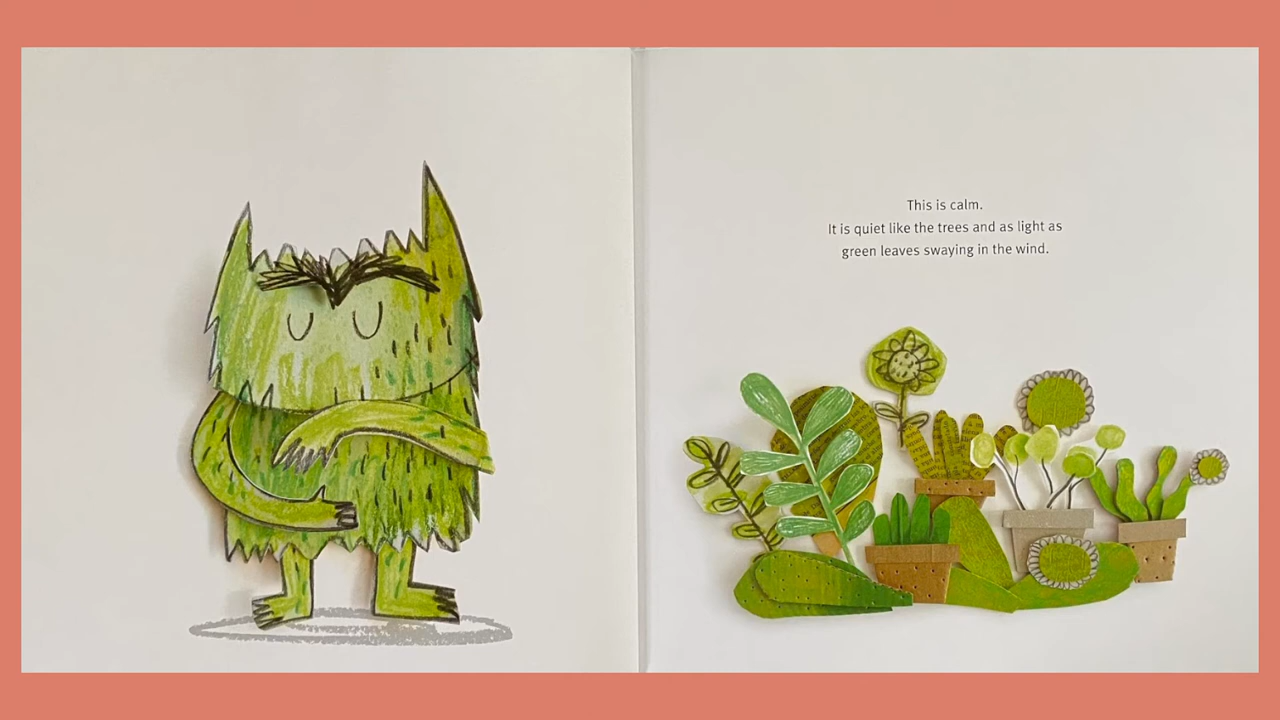 This is calm.
It is quiet like the trees and as light as
green leaves swaying in the wind.